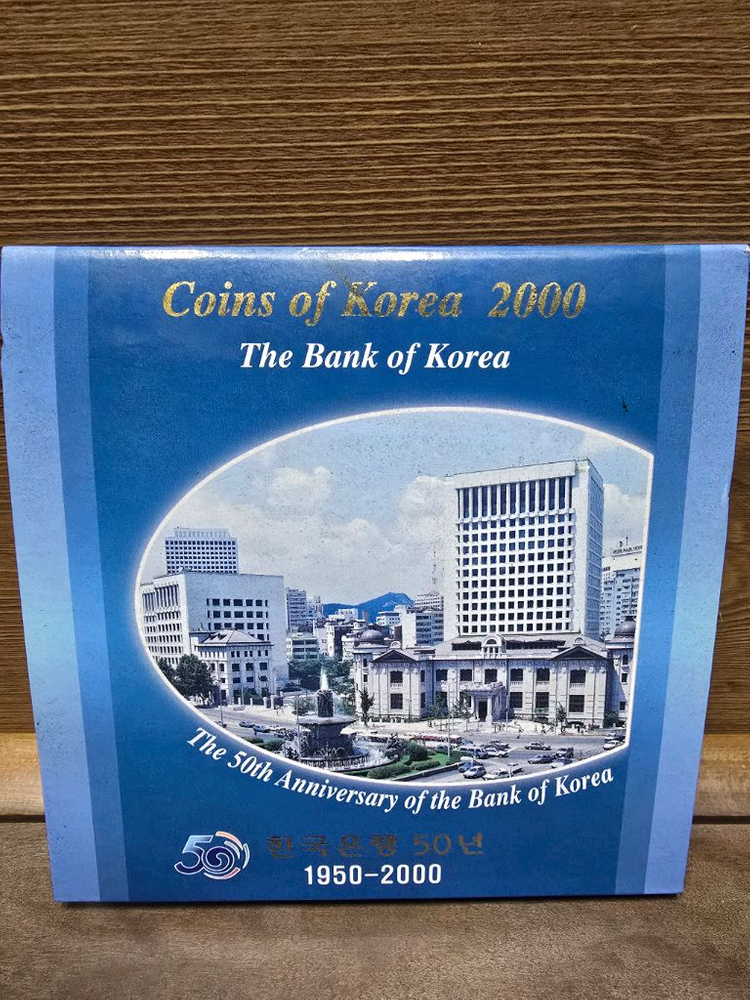 Coins of Korea 2000
The Bank of Korea
The 50th Anniversary of the Bank of Korea
50 한국은행 50년
1950-2000